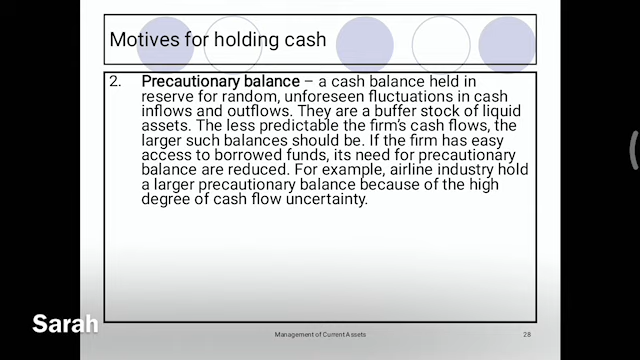 Motives for holding cash
2. Precautionary balance – a cash balance held in
reserve for random, unforeseen fluctuations in cash
inflows and outflows. They are a buffer stock of liquid
assets. The less predictable the firm's cash flows, the
larger such balances should be. If the firm has easy
access to borrowed funds, its need for precautionary
balance are reduced. For example, airline industry hold
a larger precautionary balance because of the high
degree of cash flow uncertainty.
Sarah
Management of Current Assets
28